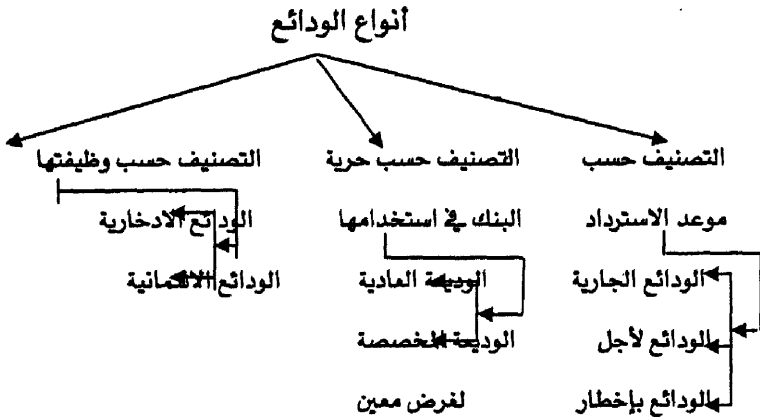 أنواع الودائع
التصنيف حسب
موعد الاسترداد
الودائع الجارية
الودائع لأجل
الودائع بإخطار
التصنيف حسب حرية
البنك في استخدامها
الوديعة العادية
الوديعة المخصصة
لغرض معين
التصنيف حسب وظيفتها
الودائع الادخارية
الودائع الائتمانية